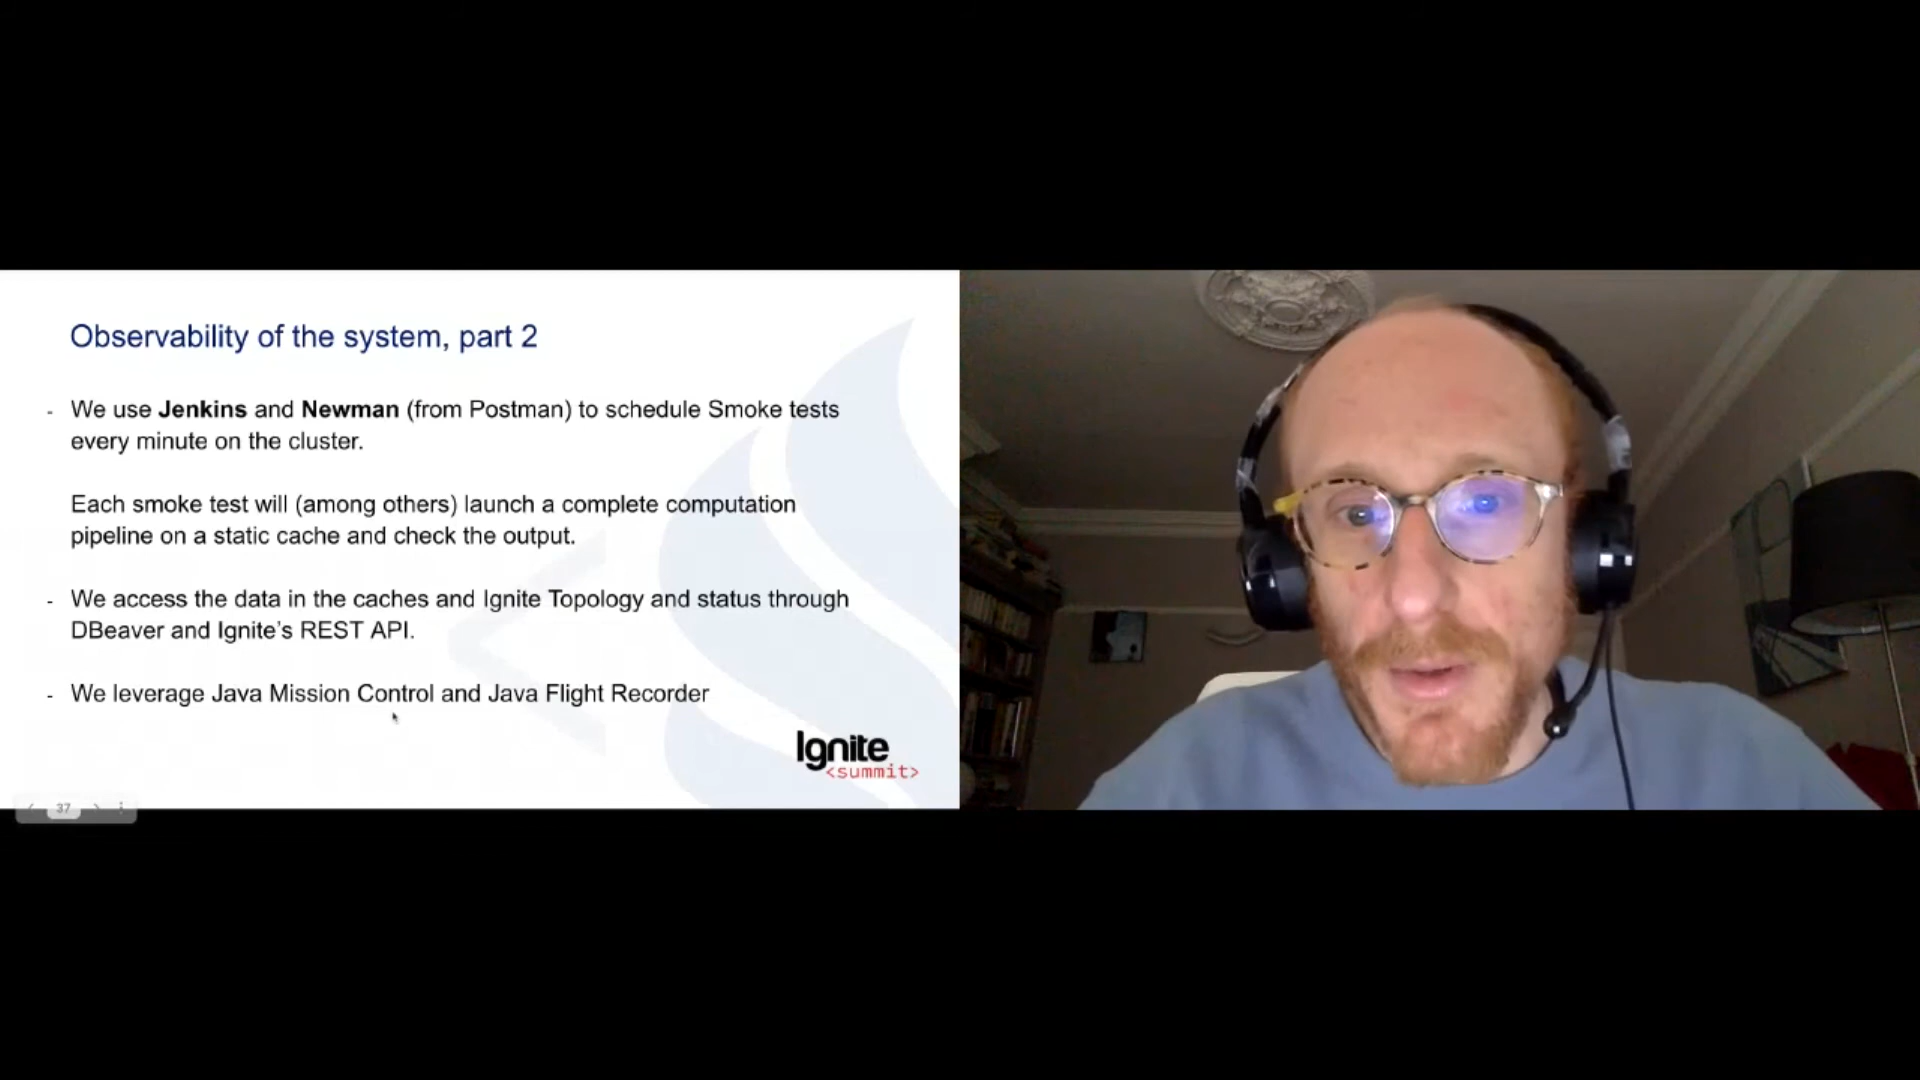 Observability of the system, part 2
- We use Jenkins and Newman (from Postman) to schedule Smoke tests
every minute on the cluster.
Each smoke test will (among others) launch a complete computation
pipeline on a static cache and check the output.
- We access the data in the caches and Ignite Topology and status through
DBeaver and Ignite’s REST API.
- We leverage Java Mission Control and Java Flight Recorder
Ignite
<summit>
37